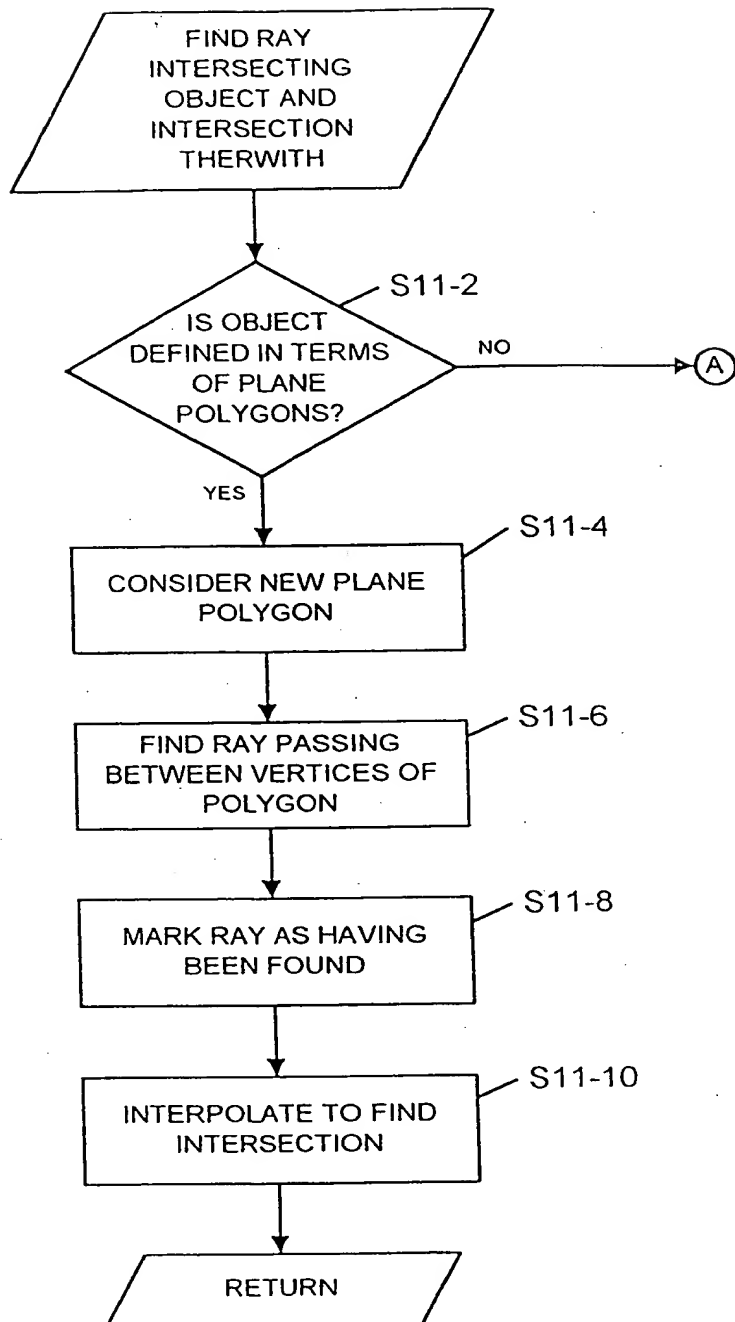 FIND RAY
INTERSECTING
OBJECT AND
INTERSECTION
THERWITH
S11-2
IS OBJECT
DEFINED IN TERMS
OF PLANE
POLYGONS?
NO
A
YES
S11-4
CONSIDER NEW PLANE
POLYGON
S11-6
FIND RAY PASSING
BETWEEN VERTICES OF
POLYGON
S11-8
MARK RAY AS HAVING
BEEN FOUND
S11-10
INTERPOLATE TO FIND
INTERSECTION
RETURN